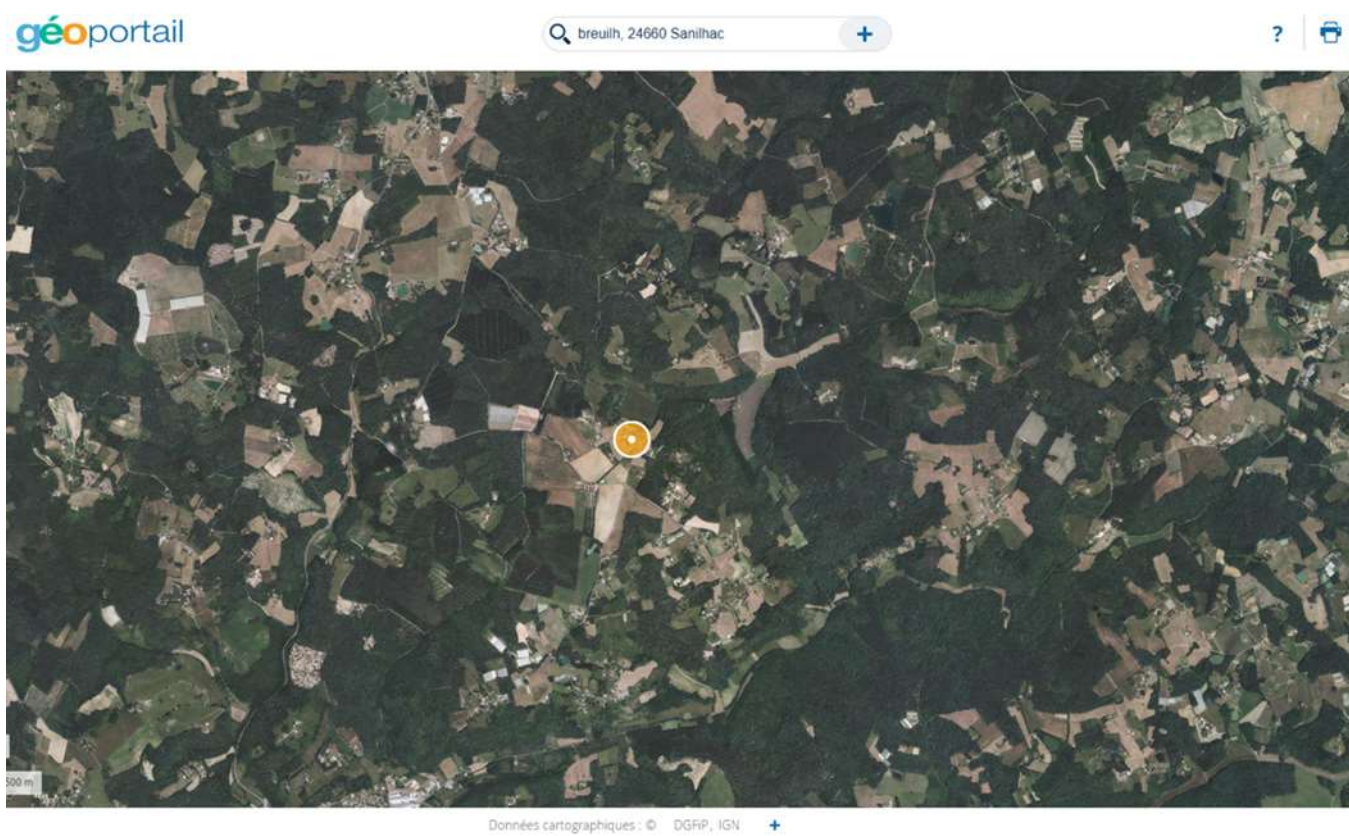 géoportail
breuilh, 24660 Sanilhac +
?
500 m
Données cartographiques : © DGFiP, IGN +